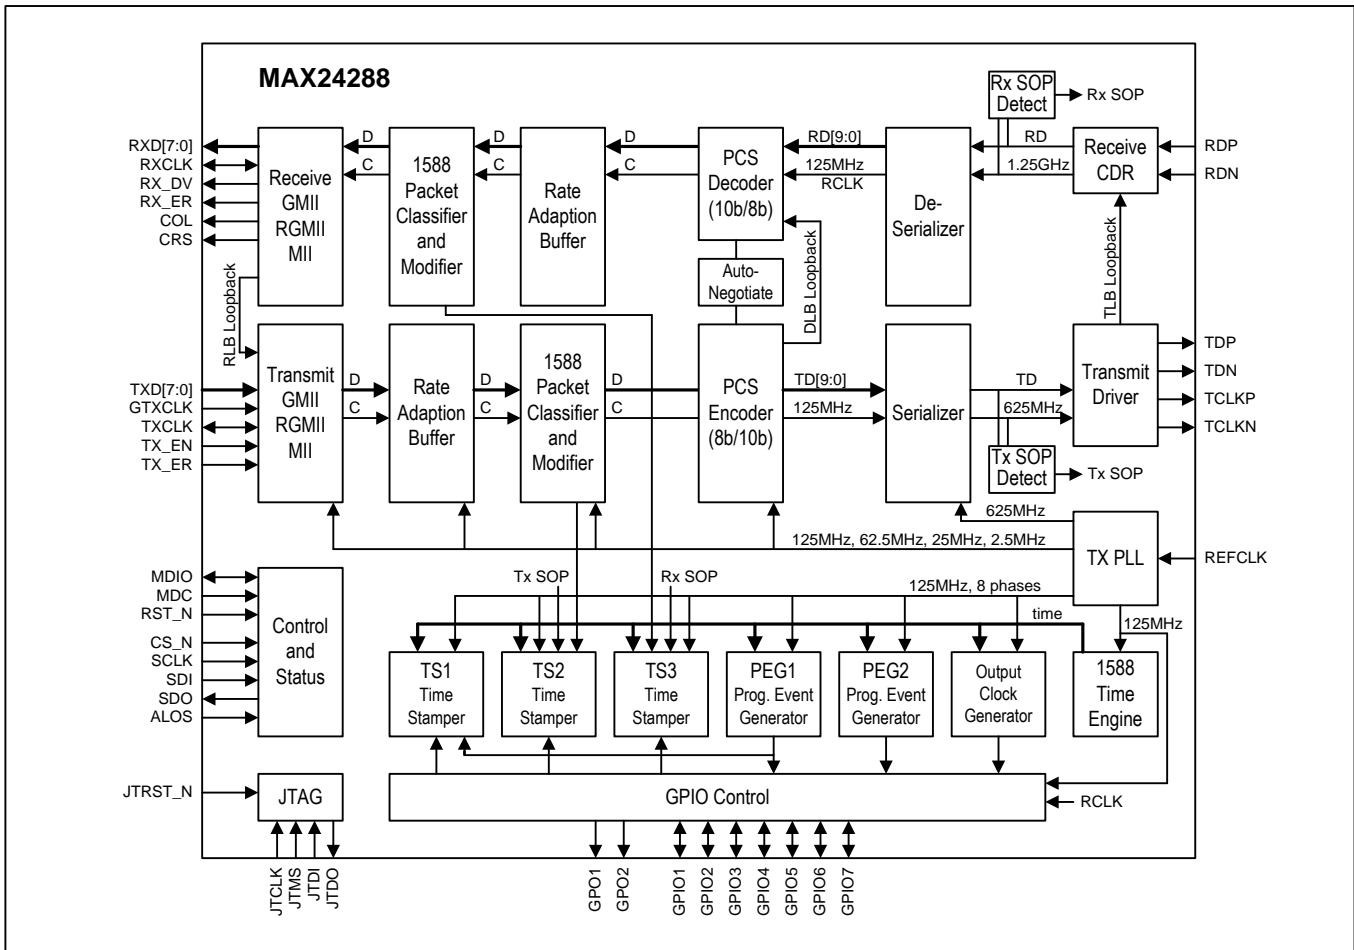 MAX24288
Rx SOP
Detect
Rx SOP
RXD[7:0]
RXCLK
RX_DV
RX_ER
COL
CRS
Receive
GMII
RGMII
MII
D
C
1588
Packet
Classifier
and
Modifier
D
C
Rate
Adaption
Buffer
D
C
PCS
Decoder
(10b/8b)
RD[9:0]
125MHz
RCLK
De-
Serializer
RD
1.25GHz
Receive
CDR
RDP
RDN
RLB Loopback
Auto-
Negotiate
DLB Loopback
TLB Loopback
TXD[7:0]
GTXCLK
TXCLK
TX_EN
TX_ER
Transmit
GMII
RGMII
MII
D
C
Rate
Adaption
Buffer
D
C
1588
Packet
Classifier
and
Modifier
D
C
PCS
Encoder
(8b/10b)
TD[9:0]
125MHz
Serializer
TD
625MHz
Transmit
Driver
TDP
TDN
TCLKP
TCLKN
Tx SOP
Detect
Tx SOP
625MHz
125MHz, 62.5MHz, 25MHz, 2.5MHz
TX PLL
REFCLK
MDIO
MDC
RST_N
CS_N
SCLK
SDI
SDO
ALOS
Control
and
Status
Tx SOP
Rx SOP
125MHz, 8 phases
time
125MHz
TS1
Time
Stamper
TS2
Time
Stamper
TS3
Time
Stamper
PEG1
Prog. Event
Generator
PEG2
Prog. Event
Generator
Output
Clock
Generator
1588
Time
Engine
JTRST_N
JTAG
GPIO Control
RCLK
JTCLK
JTMS
JTDI
JTDO
GPO1
GPO2
GPIO1
GPIO2
GPIO3
GPIO4
GPIO5
GPIO6
GPIO7